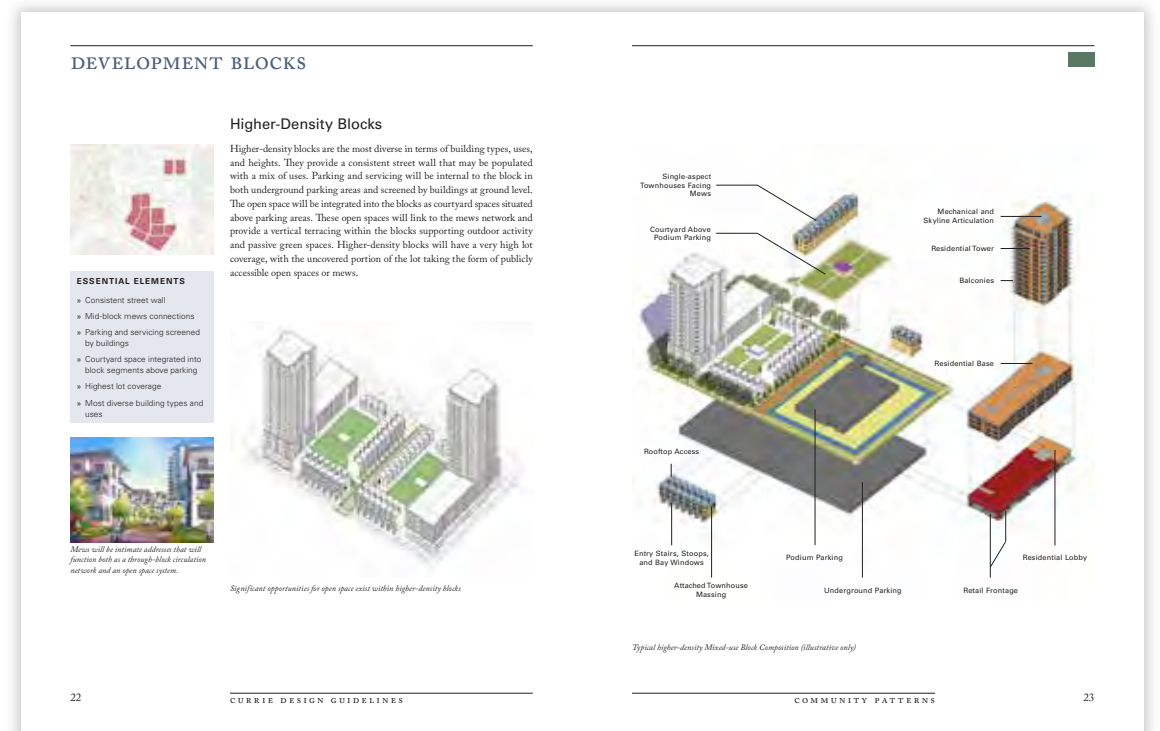 DEVELOPMENT BLOCKS
Higher-Density Blocks
Higher-density blocks are the most diverse in terms of building types, uses,
and heights. They provide a consistent street wall that may be populated
with a mix of uses. Parking and servicing will be internal to the block in
both underground parking areas and screened by buildings at ground level.
The open space will be integrated into the blocks as courtyard spaces situated
above parking areas. These open spaces will link to the mews network and
provide a vertical terracing within the blocks supporting outdoor activity
and passive green spaces. Higher-density blocks will have a very high lot
coverage, with the uncovered portion of the lot taking the form of publicly
accessible open spaces or mews.
ESSENTIAL ELEMENTS
» Consistent street wall
» Mid-block mews connections
» Parking and servicing screened
by buildings
» Courtyard space integrated into
block segments above parking
» Highest lot coverage
» Most diverse building types and
uses
Mews will be intimate addresses that will
function both as a through-block circulation
network and an open space system.
Significant opportunities for open space exist within higher-density blocks
22
CURRIE DESIGN GUIDELINES
Single-aspect
Townhouses Facing
Mews
Courtyard Above
Podium Parking
Mechanical and
Skyline Articulation
Residential Tower
Balconies
Residential Base
Rooftop Access
Entry Stairs, Stoops,
and Bay Windows
Attached Townhouse
Massing
Podium Parking
Underground Parking
Retail Frontage
Residential Lobby
Typical higher-density Mixed-use Block Composition (illustrative only)
COMMUNITY PATTERNS
23